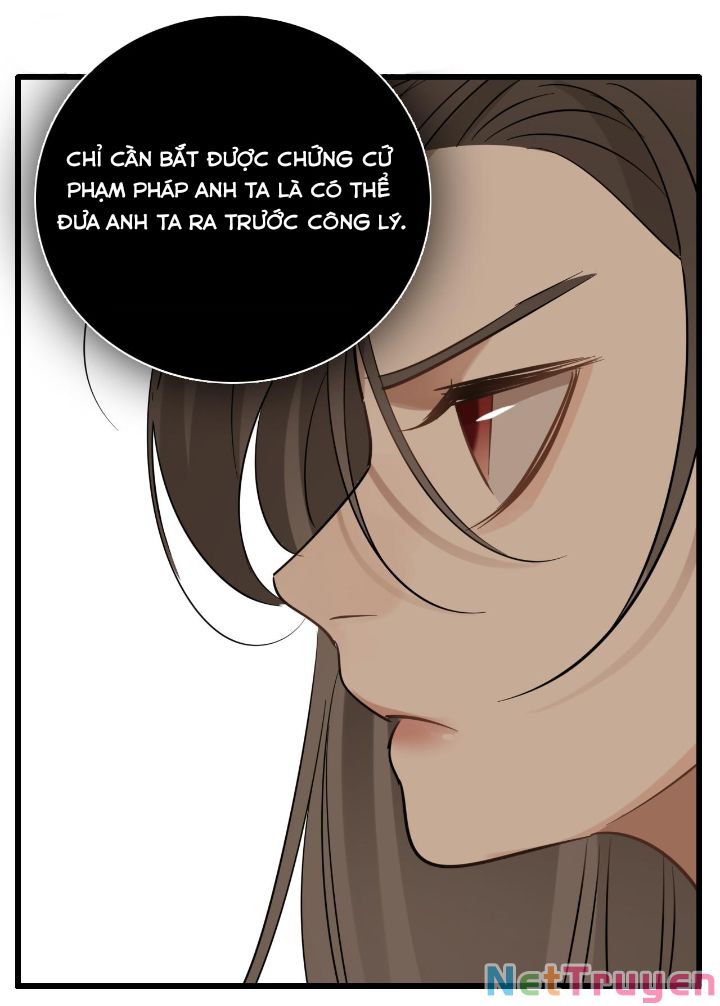 CHỈ CẦN BẮT ĐƯỢC CHỨNG CỨ
PHẠM PHÁP ANH TA LÀ CÓ THỂ
ĐƯA ANH TA RA TRƯỚC CÔNG LÝ.
NetTruyen